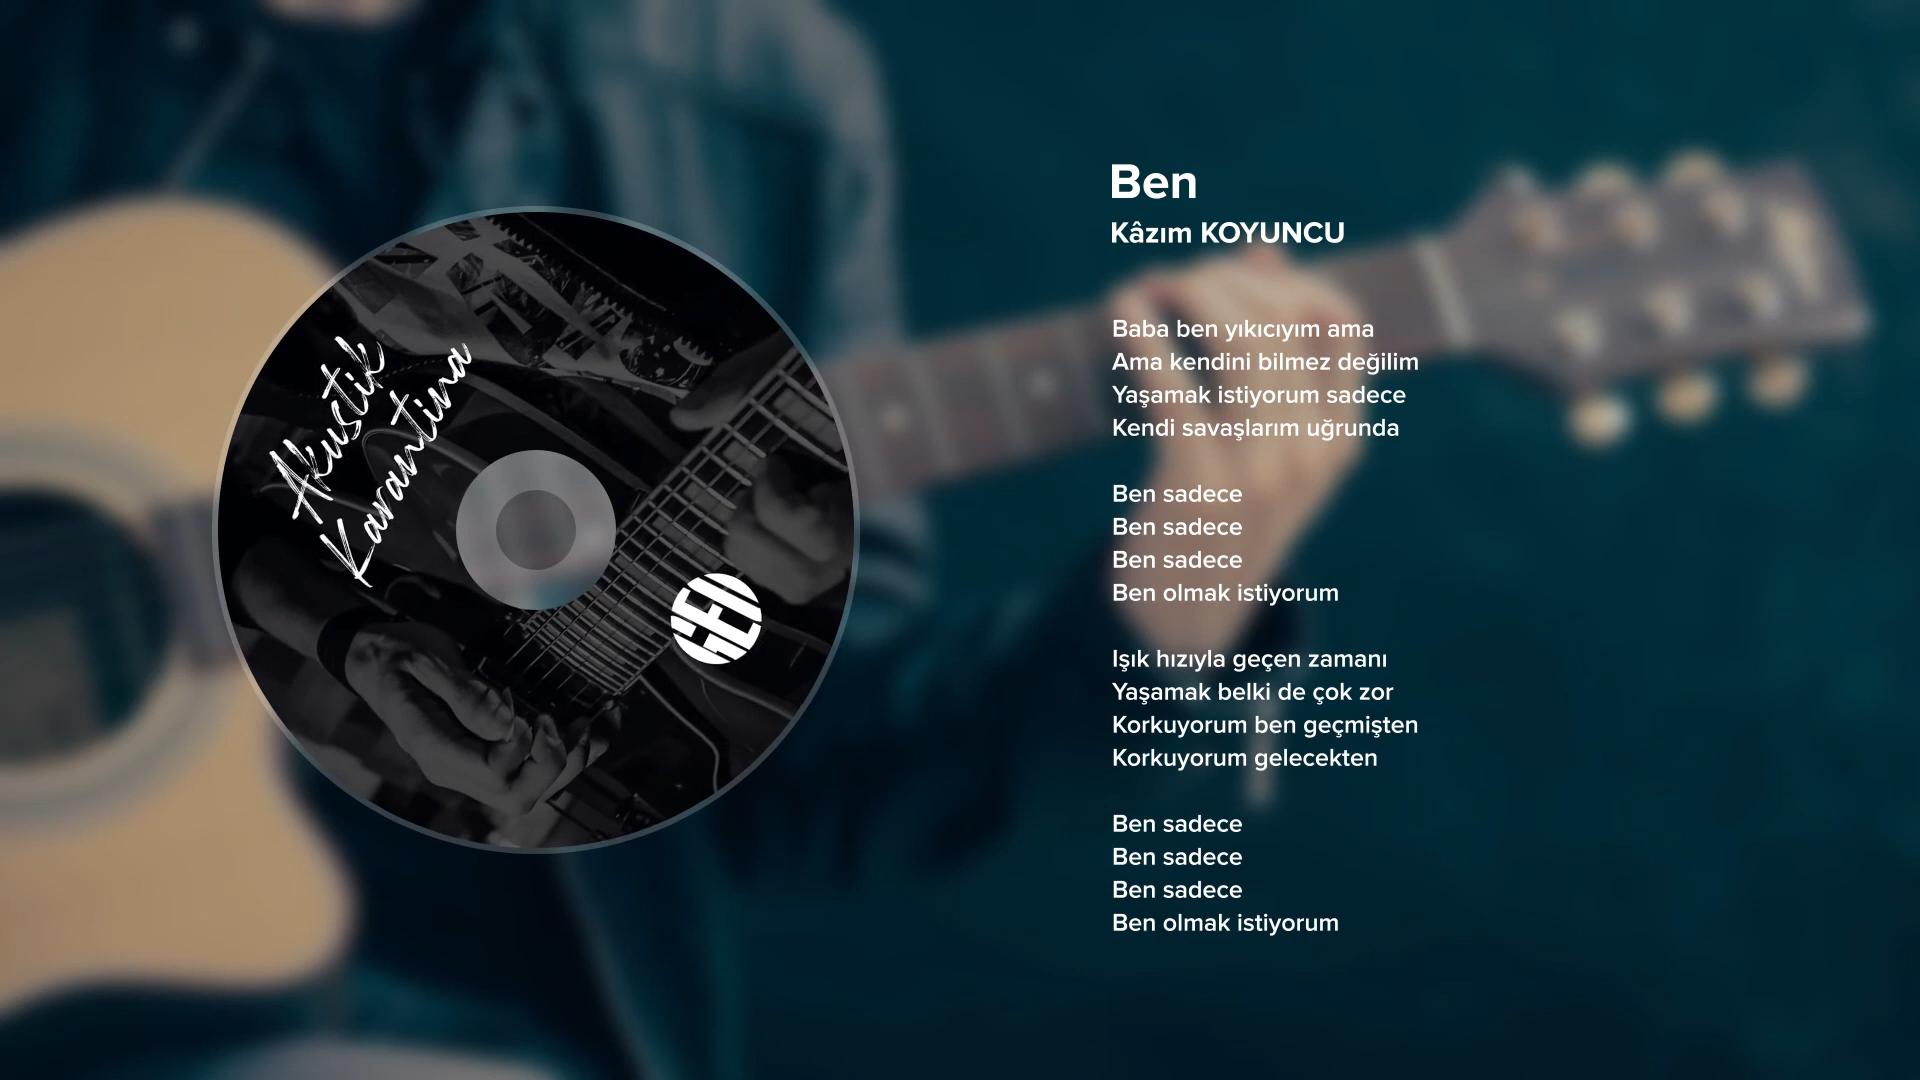 Akustik
Karantina
GEO
Ben
Kâzım KOYUNCU
Baba ben yıkıcıyım ama
Ama kendini bilmez değilim
Yaşamak istiyorum sadece
Kendi savaşlarım uğrunda
Ben sadece
Ben sadece
Ben sadece
Ben olmak istiyorum
Işık hızıyla geçen zamanı
Yaşamak belki de çok zor
Korkuyorum ben geçmişten
Korkuyorum gelecekten
Ben sadece
Ben sadece
Ben sadece
Ben olmak istiyorum